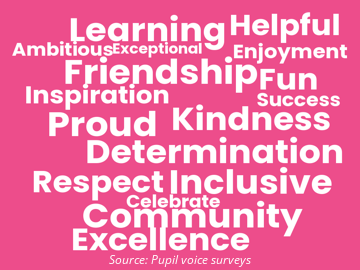 Learning Helpful
Ambitious Exceptional Enjoyment
Friendship Fun
Inspiration Success
Proud Kindness
Determination
Respect Inclusive
Celebrate
Community
Excellence
Source: Pupil voice surveys